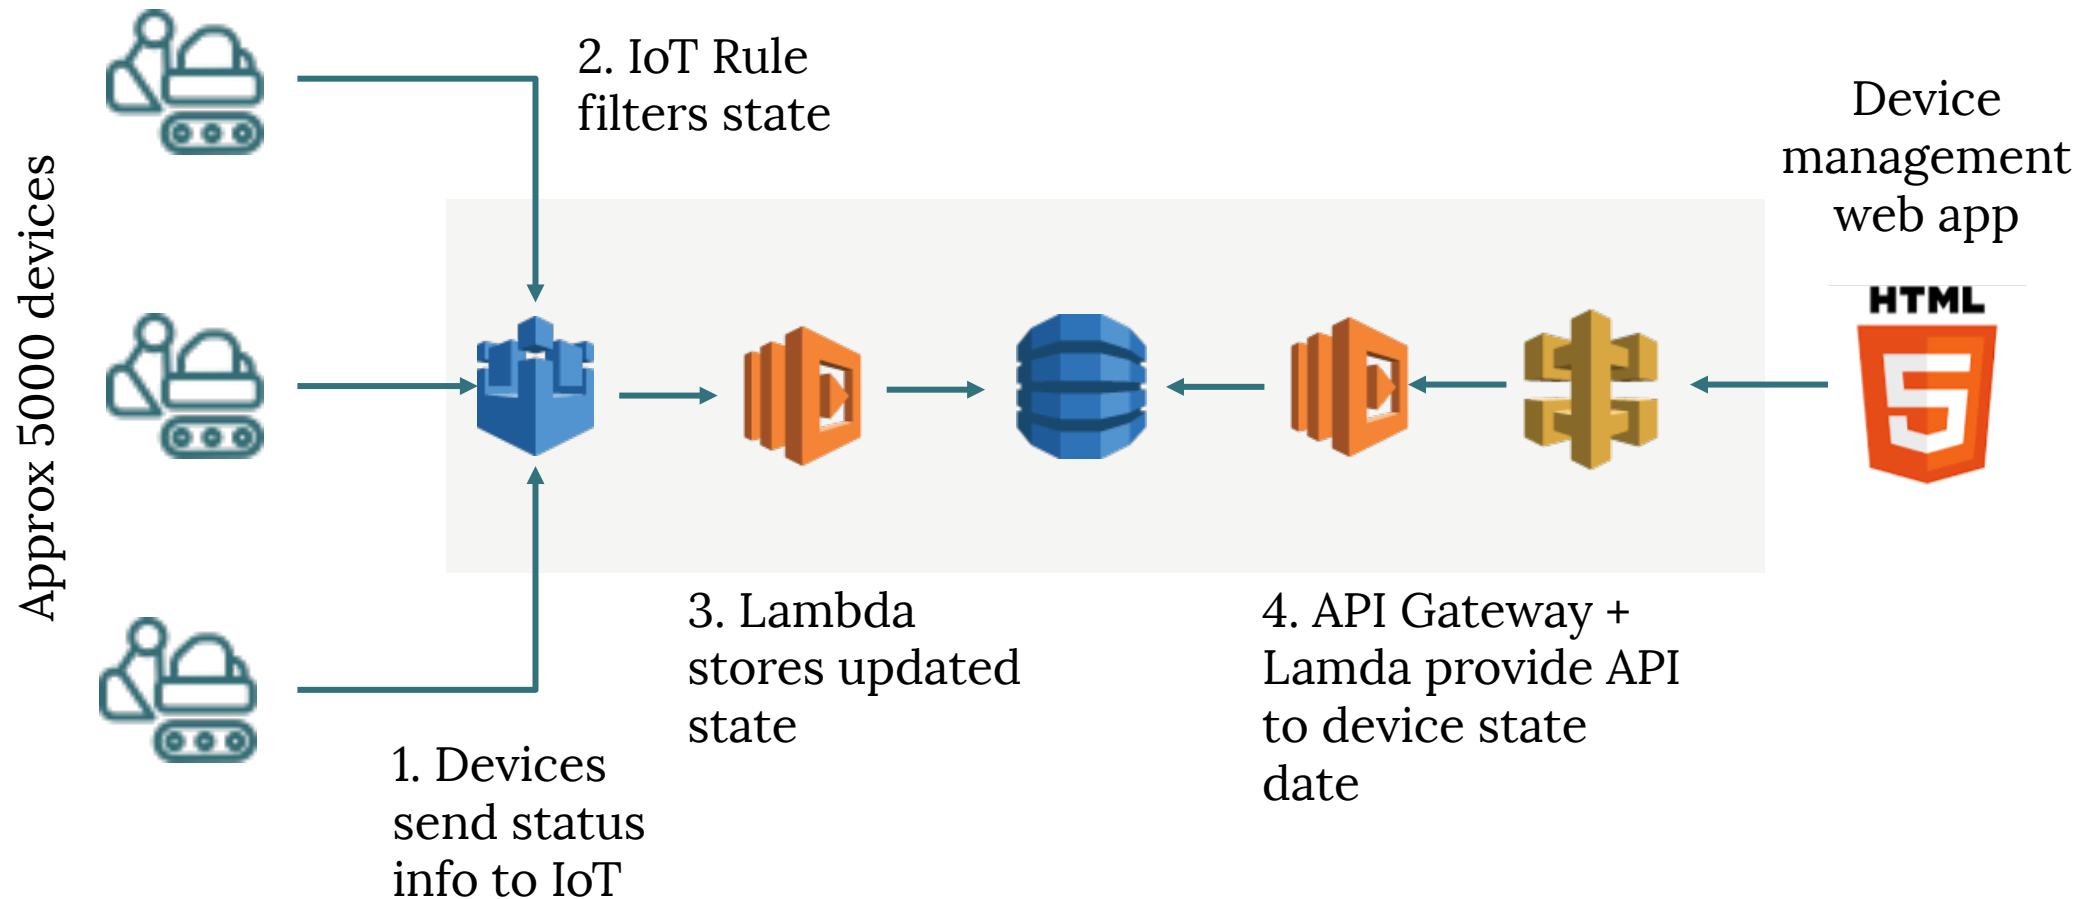 Approx 5000 devices
2. IoT Rule
filters state
Device
management
web app
HTML
5
3. Lambda
stores updated
state
4. API Gateway +
Lamda provide API
to device state
date
1. Devices
send status
info to IoT